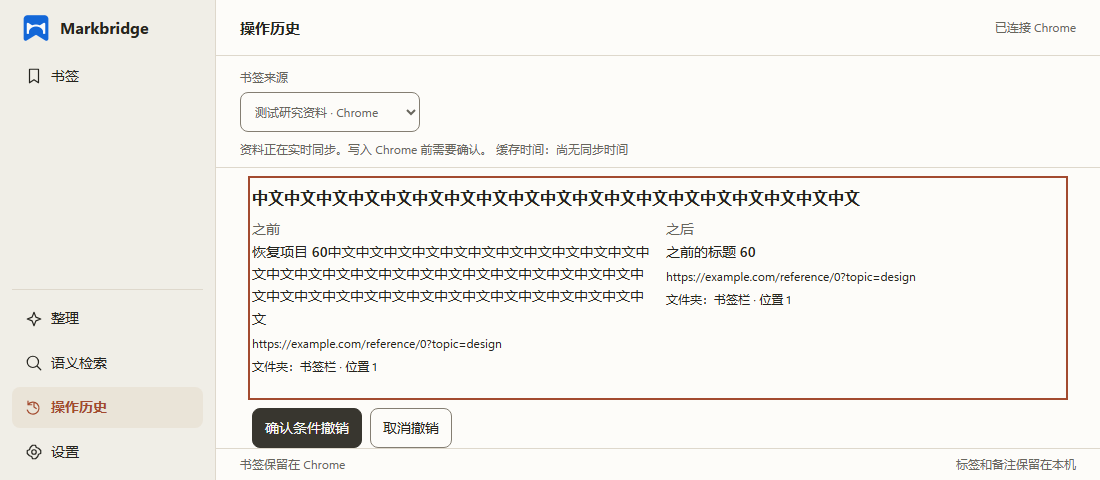 Markbridge
书签
整理
语义检索
操作历史
设置
操作历史
已连接 Chrome
书签来源
测试研究资料 · Chrome
资料正在实时同步。写入 Chrome 前需要确认。 缓存时间：尚无同步时间
中文中文中文中文中文中文中文中文中文中文中文中文中文中文中文中文中文中文中文
之前
恢复项目 60中文中文中文中文中文中文中文中文中文中文中文中
文中文中文中文中文中文中文中文中文中文中文中文中文中文中
文中文中文中文中文中文中文中文中文中文中文中文中文中文中
文
https://example.com/reference/0?topic=design
文件夹：书签栏 · 位置 1
之后
之前的标题 60
https://example.com/reference/0?topic=design
文件夹：书签栏 · 位置 1
确认条件撤销
取消撤销
书签保留在 Chrome
标签和备注保留在本机